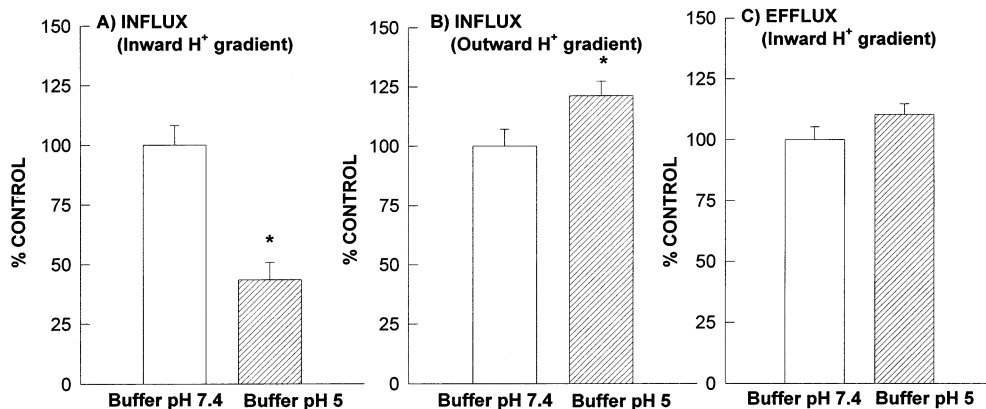 A) INFLUX
(Inward H⁺ gradient)
150
125
100
75
50
25
0
% CONTROL
*
Buffer pH 7.4 Buffer pH 5
B) INFLUX
(Outward H⁺ gradient)
150
125
100
75
50
25
0
% CONTROL
*
Buffer pH 7.4 Buffer pH 5
C) EFFLUX
(Inward H⁺ gradient)
150
125
100
75
50
25
0
% CONTROL
Buffer pH 7.4 Buffer pH 5